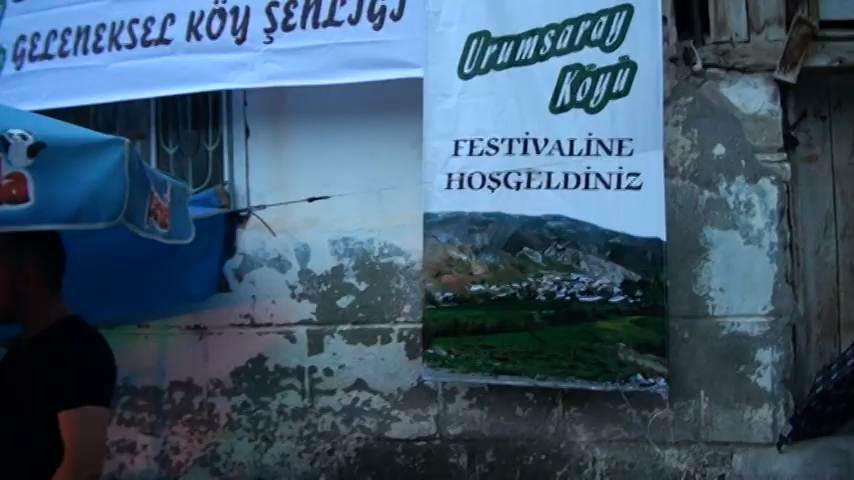 GELENEKSEL KÖY ŞENLİĞİ
Urumsaray
Köyü
FESTİVALİNE
HOŞGELDİNİZ